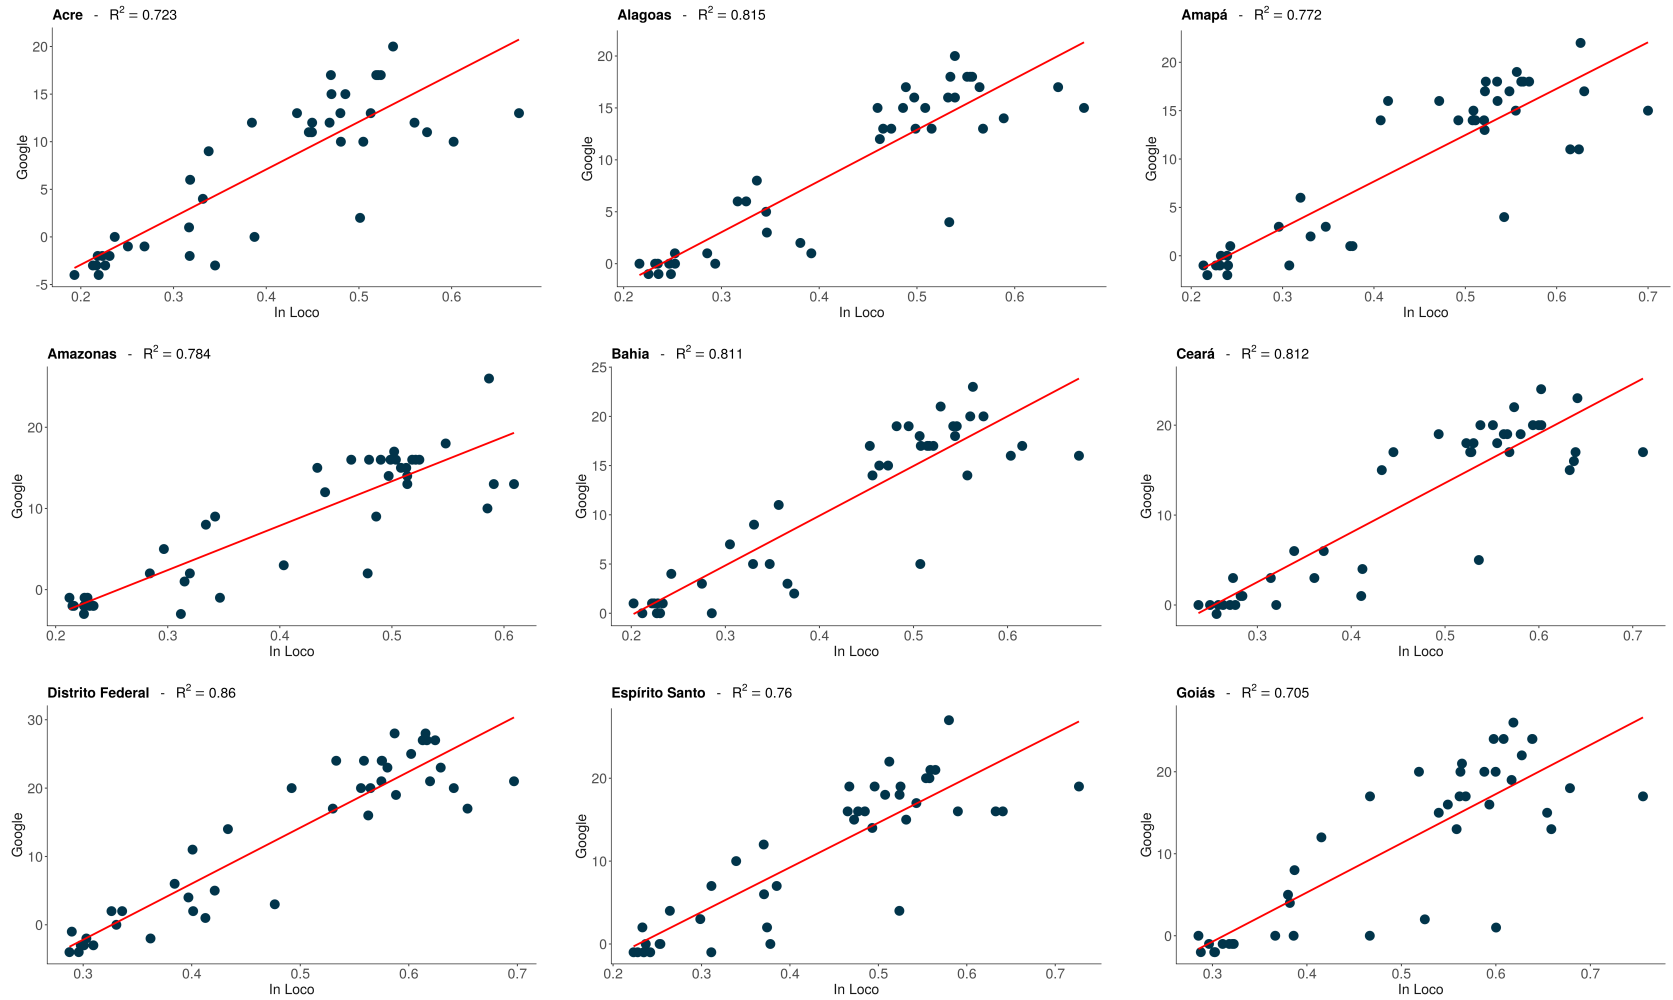 Acre - R² = 0.723
20
15
10
5
0
-5
Google
0.2 0.3 0.4 0.5 0.6
In Loco
Alagoas - R² = 0.815
20
15
10
5
0
Google
0.2 0.3 0.4 0.5 0.6
In Loco
Amapá - R² = 0.772
20
15
10
5
0
Google
0.2 0.3 0.4 0.5 0.6 0.7
In Loco
Amazonas - R² = 0.784
20
10
0
Google
0.2 0.3 0.4 0.5 0.6
In Loco
Bahia - R² = 0.811
25
20
15
10
5
0
Google
0.2 0.3 0.4 0.5 0.6
In Loco
Ceará - R² = 0.812
20
10
0
Google
0.3 0.4 0.5 0.6 0.7
In Loco
Distrito Federal - R² = 0.86
30
20
10
0
Google
0.3 0.4 0.5 0.6 0.7
In Loco
Espírito Santo - R² = 0.76
20
10
0
Google
0.2 0.3 0.4 0.5 0.6 0.7
In Loco
Goiás - R² = 0.705
20
10
0
Google
0.3 0.4 0.5 0.6 0.7
In Loco